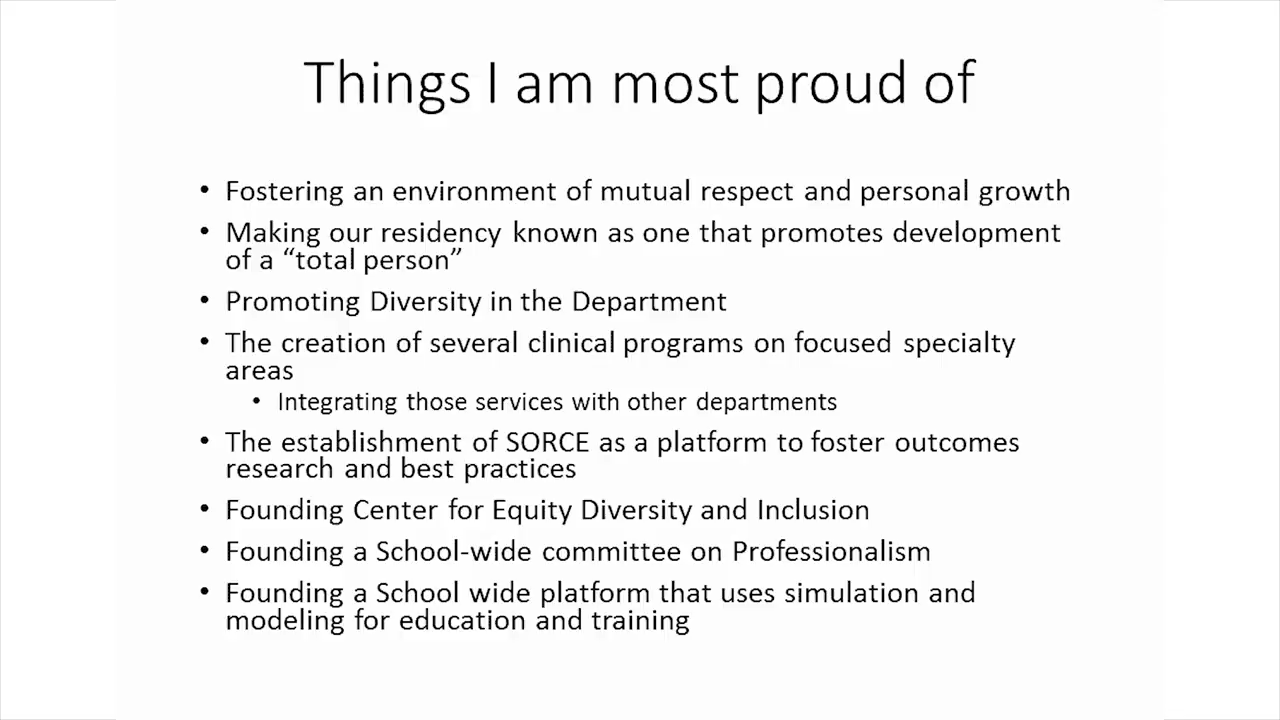 Things I am most proud of
• Fostering an environment of mutual respect and personal growth
• Making our residency known as one that promotes development
of a “total person”
• Promoting Diversity in the Department
• The creation of several clinical programs on focused specialty
areas
• Integrating those services with other departments
• The establishment of SORCE as a platform to foster outcomes
research and best practices
• Founding Center for Equity Diversity and Inclusion
• Founding a School-wide committee on Professionalism
• Founding a School wide platform that uses simulation and
modeling for education and training